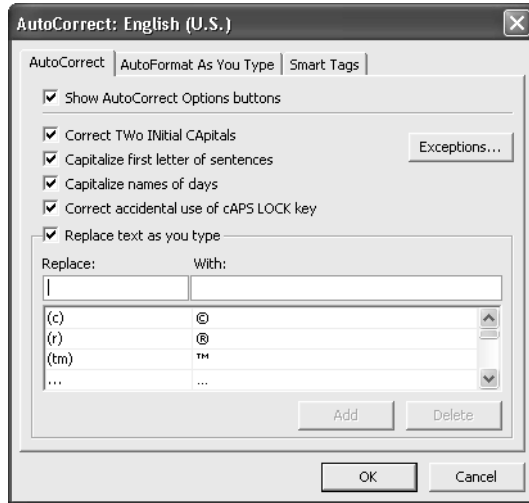 AutoCorrect: English (U.S.)
AutoCorrect AutoFormat As You Type Smart Tags
Show AutoCorrect Options buttons
Correct TWo INitial CApitals
Exceptions...
Capitalize first letter of sentences
Capitalize names of days
Correct accidental use of cAPS LOCK key
Replace text as you type
Replace: With:
(c) ©
(r) ®
(tm) ™
... ...
Add Delete
OK Cancel